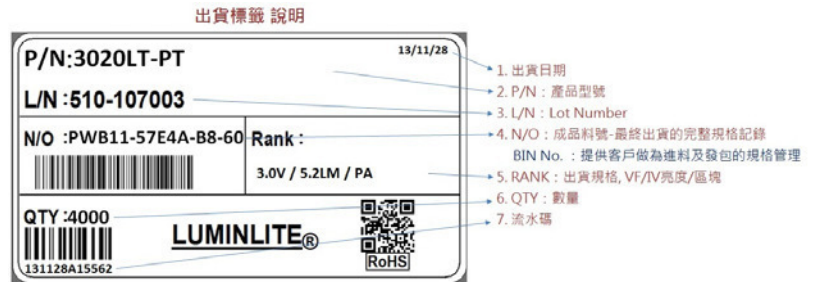 出貨標籤 說明
P/N:3020LT-PT
13/11/28
L/N :510-107003
N/O :PWB11-57E4A-B8-60
Rank :
3.0V / 5.2LM / PA
QTY :4000
131128A15562
LUMINLITE®
RoHS
1. 出貨日期
2. P/N：產品型號
3. L/N：Lot Number
4. N/O：成品料號-最終出貨的完整規格記錄
BIN No. ：提供客戶做為進料及發包的規格管理
5. RANK：出貨規格, VF/IV亮度/區塊
6. QTY：數量
7. 流水碼